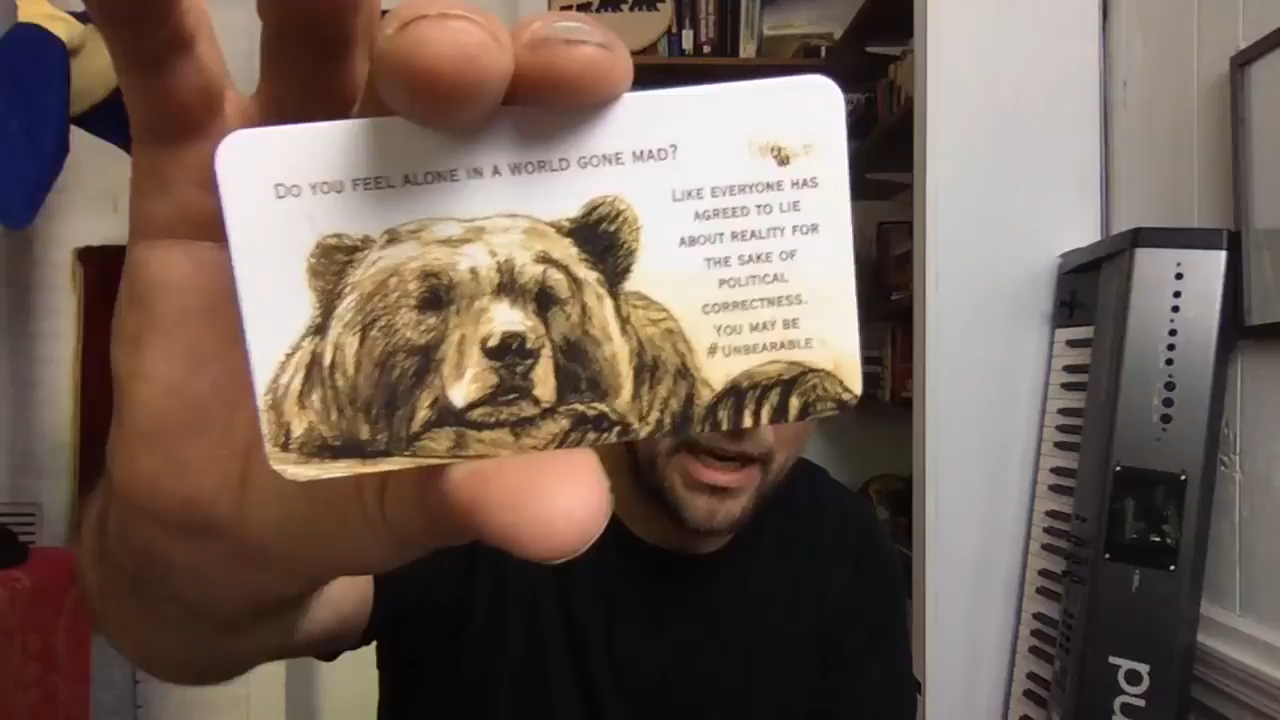 DO YOU FEEL ALONE IN A WORLD GONE MAD?
LIKE EVERYONE HAS
AGREED TO LIE
ABOUT REALITY FOR
THE SAKE OF
POLITICAL
CORRECTNESS.
YOU MAY BE
#UNBEARABLE
nd